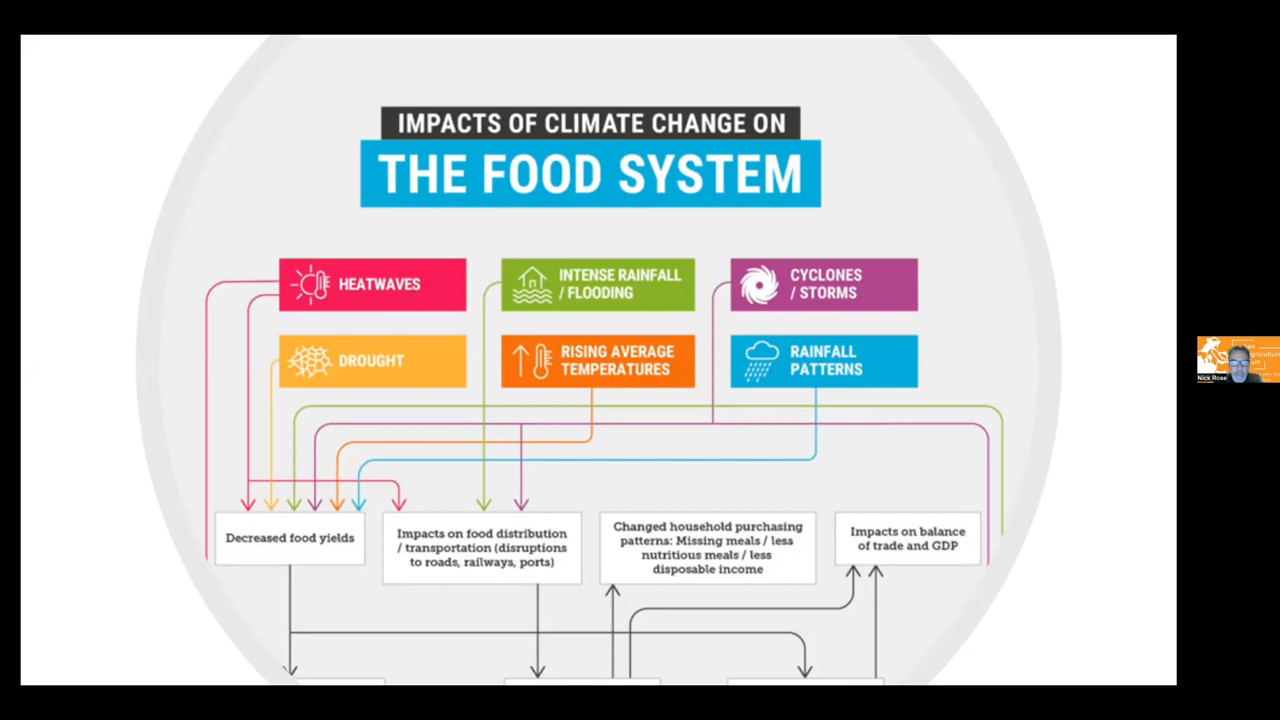 IMPACTS OF CLIMATE CHANGE ON
THE FOOD SYSTEM
HEATWAVES
INTENSE RAINFALL
/ FLOODING
CYCLONES
/ STORMS
DROUGHT
RISING AVERAGE
TEMPERATURES
RAINFALL
PATTERNS
Decreased food yields
Impacts on food distribution
/ transportation (disruptions
to roads, railways, ports)
Changed household purchasing
patterns: Missing meals / less
nutritious meals / less
disposable income
Impacts on balance
of trade and GDP
Nick Rose